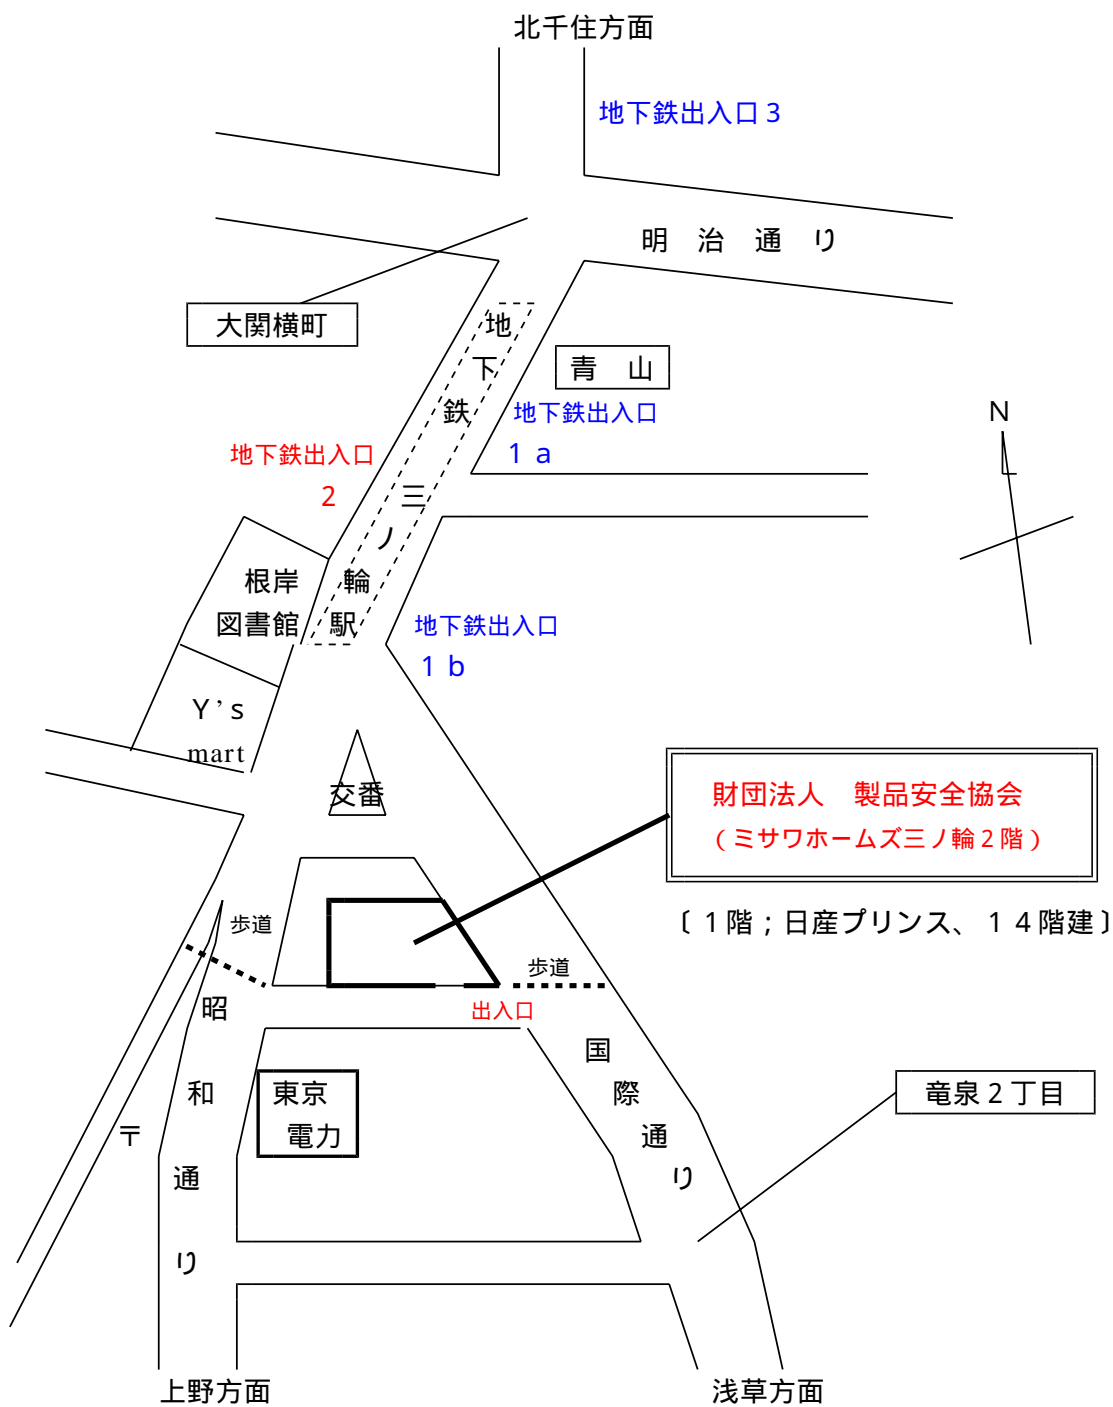 北千住方面
地下鉄出入口3
明 治 通 り
大関横町
地下鉄三ノ輪駅
青 山
地下鉄出入口
1a
N
地下鉄出入口
2
根岸
図書館
地下鉄出入口
1b
Y’s
mart
交番
財団法人 製品安全協会
(ミサワホームズ三ノ輪2階)
〔1階;日産プリンス、14階建〕
歩道
歩道
出入口
昭和通り
国際通り
東京
電力
竜泉2丁目
〒
上野方面
浅草方面